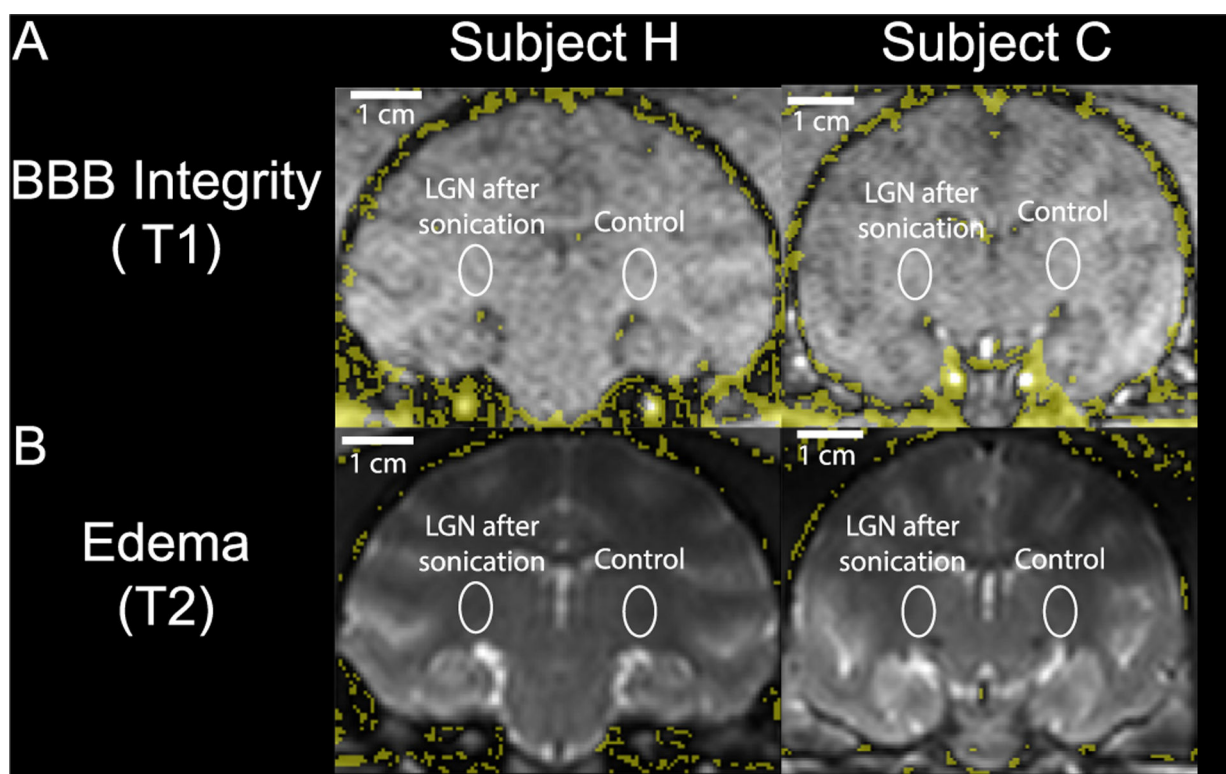 A
Subject H
Subject C
BBB Integrity
( T1)
1 cm
LGN after
sonication
Control
1 cm
LGN after
sonication
Control
B
Edema
(T2)
1 cm
LGN after
sonication
Control
1 cm
LGN after
sonication
Control